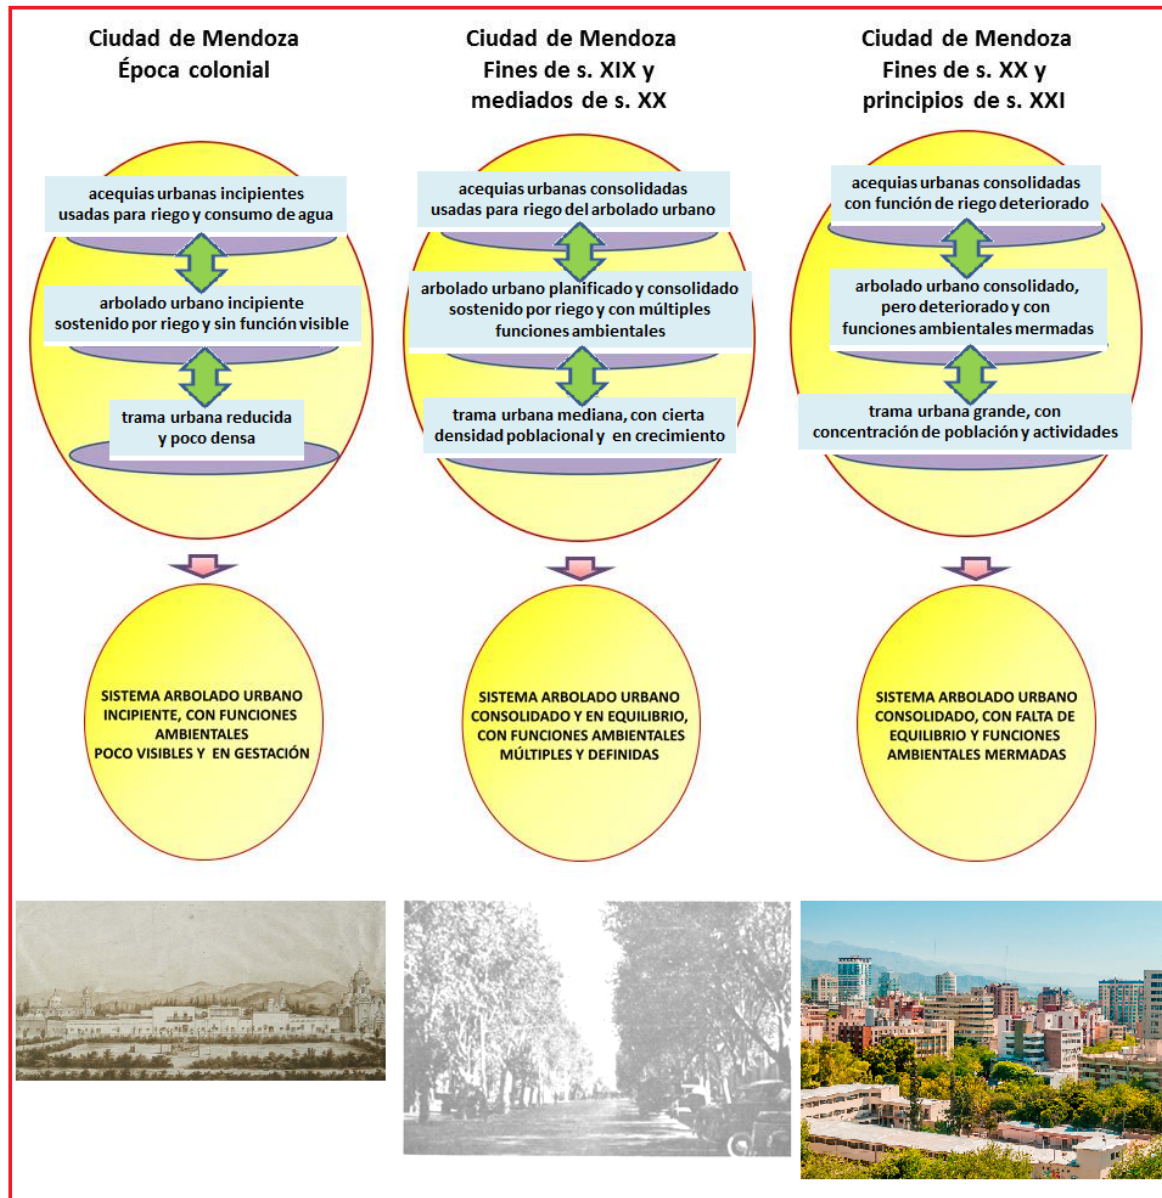 Ciudad de Mendoza
Época colonial
acequias urbanas incipientes
usadas para riego y consumo de agua
arbolado urbano incipiente
sostenido por riego y sin función visible
trama urbana reducida
y poco densa
SISTEMA ARBOLADO URBANO
INCIPIENTE, CON FUNCIONES
AMBIENTALES
POCO VISIBLES Y EN GESTACIÓN
Ciudad de Mendoza
Fines de s. XIX y
mediados de s. XX
acequias urbanas consolidadas
usadas para riego del arbolado urbano
arbolado urbano planificado y consolidado
sostenido por riego y con múltiples
funciones ambientales
trama urbana mediana, con cierta
densidad poblacional y en crecimiento
SISTEMA ARBOLADO URBANO
CONSOLIDADO Y EN EQUILIBRIO,
CON FUNCIONES AMBIENTALES
MÚLTIPLES Y DEFINIDAS
Ciudad de Mendoza
Fines de s. XX y
principios de s. XXI
acequias urbanas consolidadas
con función de riego deteriorado
arbolado urbano consolidado,
pero deteriorado y con
funciones ambientales mermadas
trama urbana grande, con
concentración de población y actividades
SISTEMA ARBOLADO URBANO
CONSOLIDADO, CON FALTA DE
EQUILIBRIO Y FUNCIONES
AMBIENTALES MERMADAS